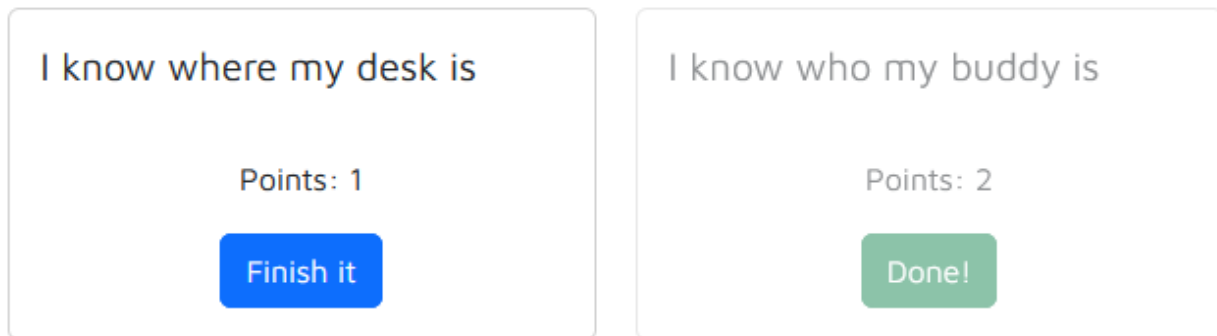 I know where my desk is
Points: 1
Finish it
I know who my buddy is
Points: 2
Done!